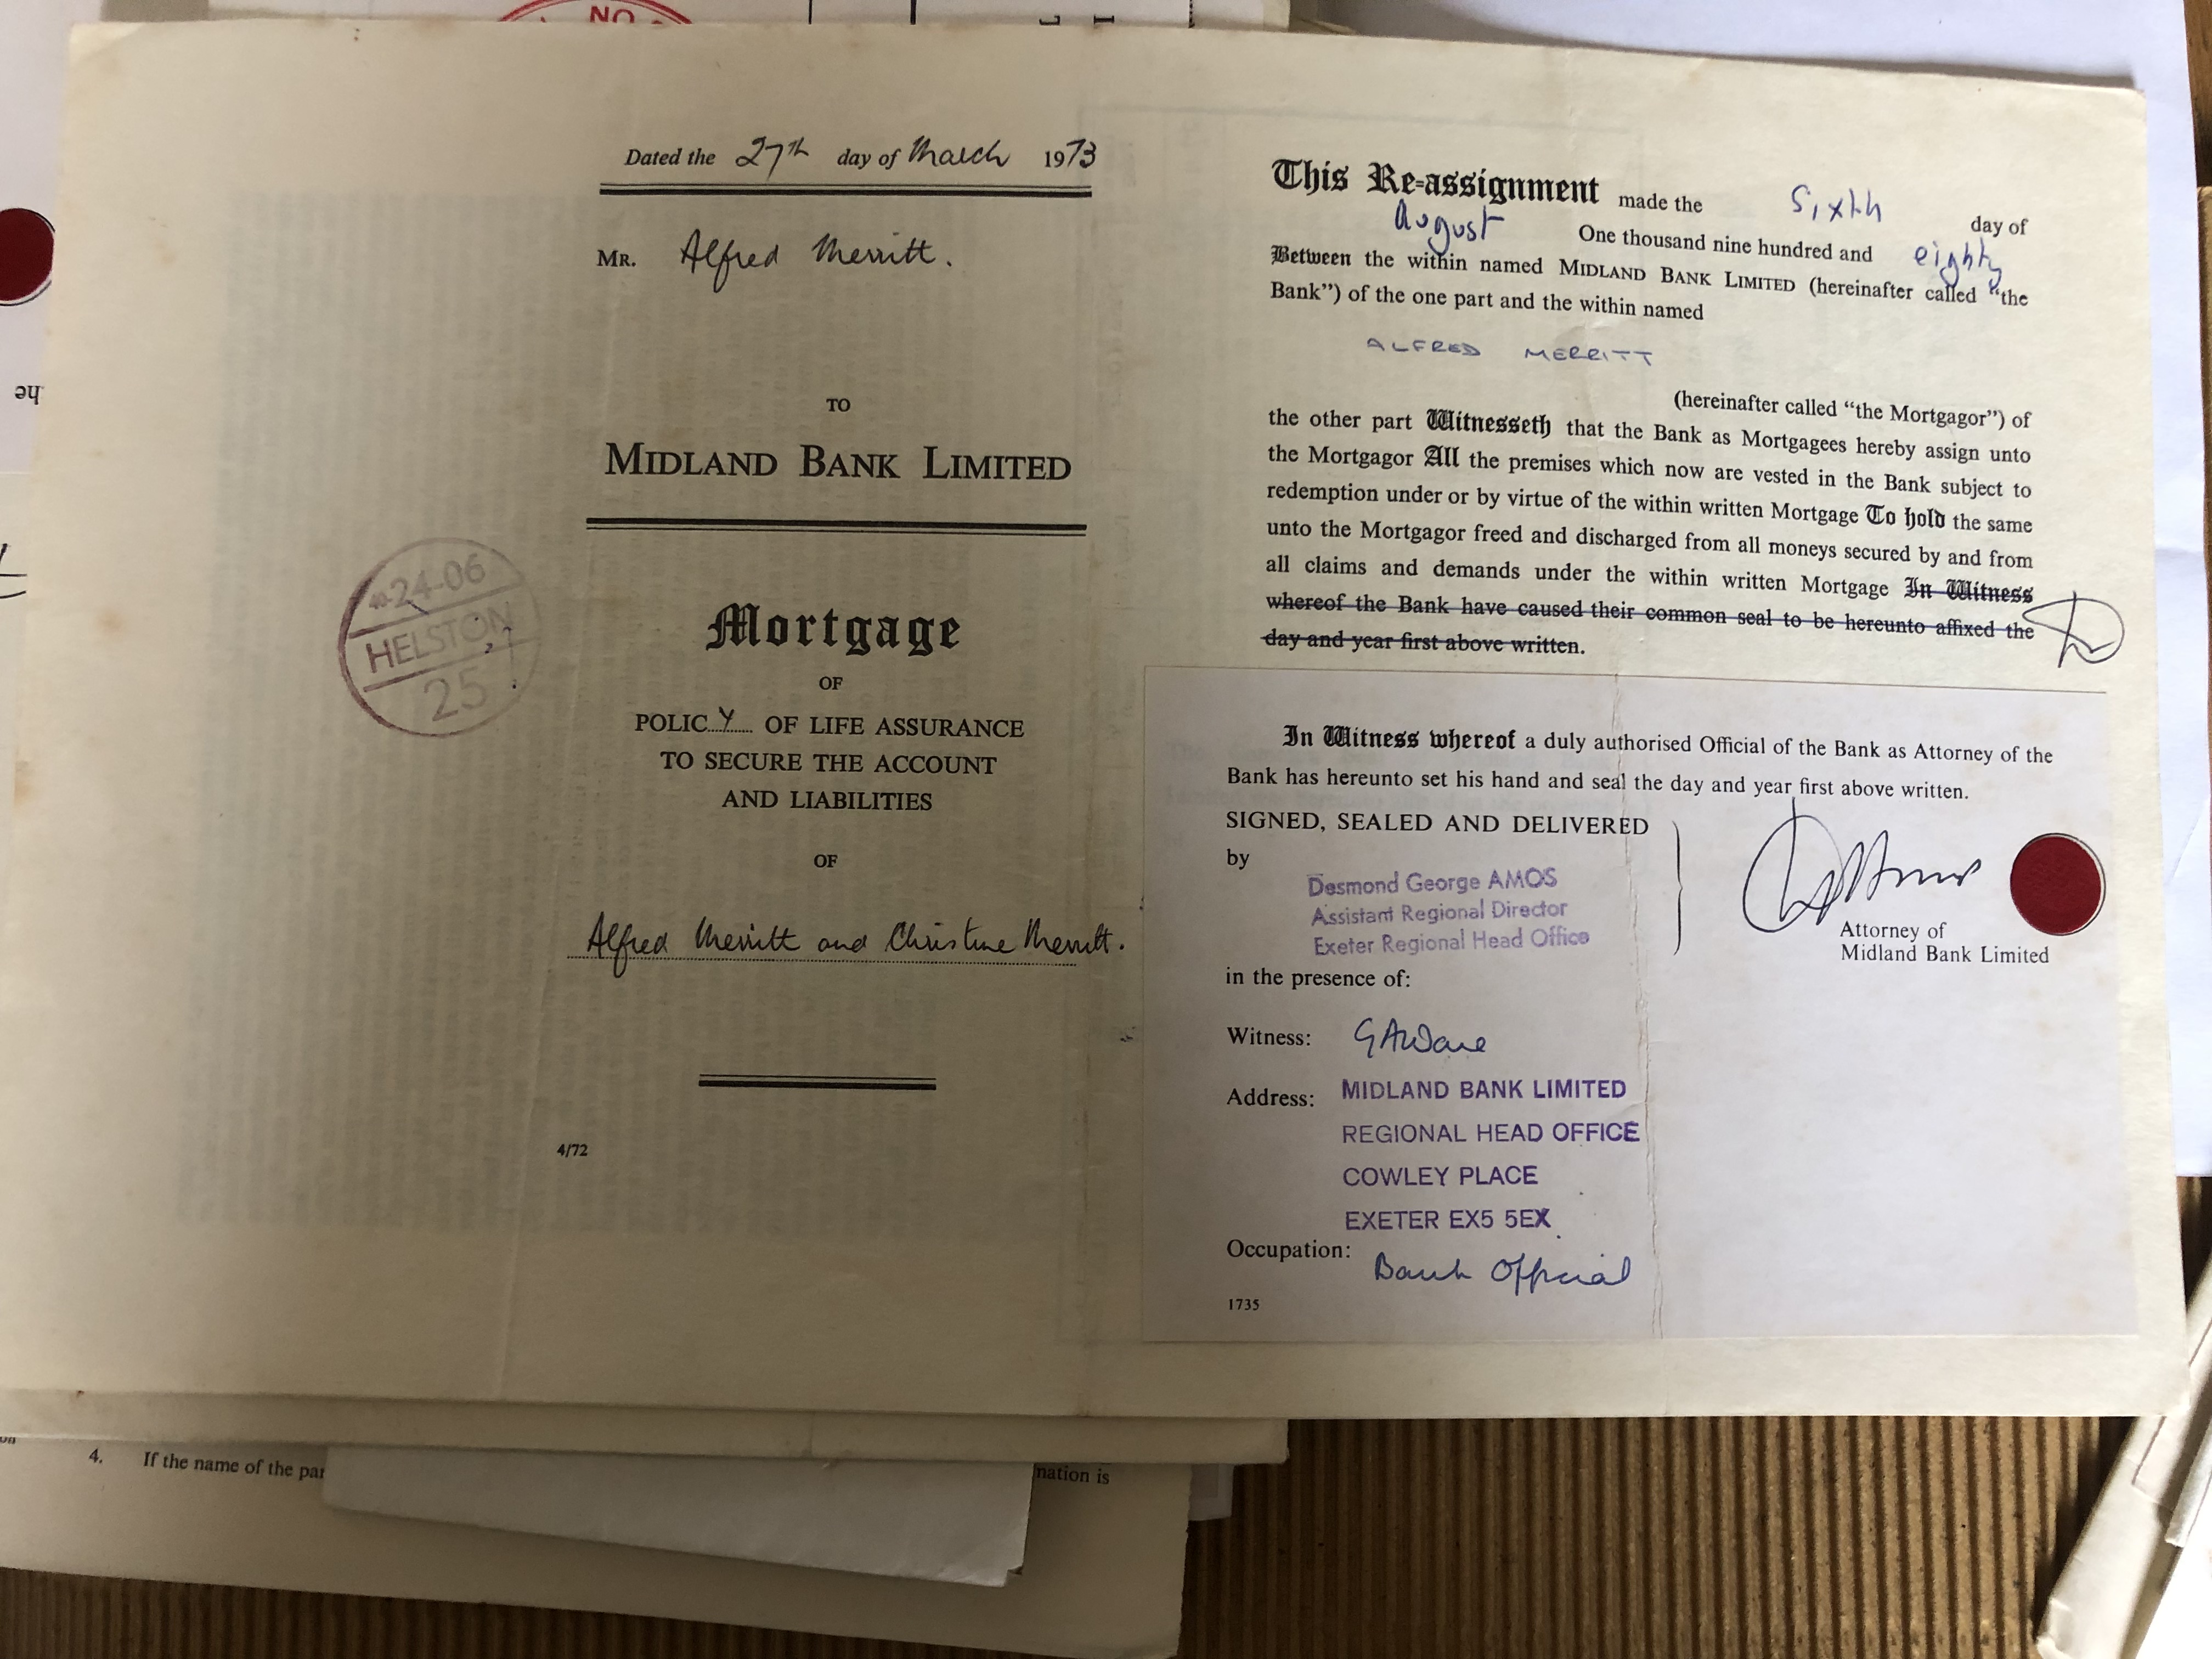 NO
Dated the 27th day of March 1973
MR. Alfred Merritt.
TO
MIDLAND BANK LIMITED
40-24-06
HELSTON
25
Mortgage
OF
POLICY OF LIFE ASSURANCE
TO SECURE THE ACCOUNT
AND LIABILITIES
OF
Alfred Merritt and Christine Merritt.
4/72
This Re-assignment made the Sixth day of
August One thousand nine hundred and eighty
Between the within named MIDLAND BANK LIMITED (hereinafter called "the
Bank") of the one part and the within named
ALFRED MERRITT
(hereinafter called "the Mortgagor") of
the other part Witnesseth that the Bank as Mortgagees hereby assign unto
the Mortgagor All the premises which now are vested in the Bank subject to
redemption under or by virtue of the within written Mortgage To hold the same
unto the Mortgagor freed and discharged from all moneys secured by and from
all claims and demands under the within written Mortgage In Witness
whereof the Bank have caused their common seal to be hereunto affixed the
day and year first above written.
In Witness whereof a duly authorised Official of the Bank as Attorney of the
Bank has hereunto set his hand and seal the day and year first above written.
SIGNED, SEALED AND DELIVERED
by
Desmond George AMOS
Assistant Regional Director
Exeter Regional Head Office
Attorney of
Midland Bank Limited
in the presence of:
Witness: GAWare
Address: MIDLAND BANK LIMITED
REGIONAL HEAD OFFICE
COWLEY PLACE
EXETER EX5 5EX
Occupation: Bank Official
1735
he
4. If the name of the par
nation is